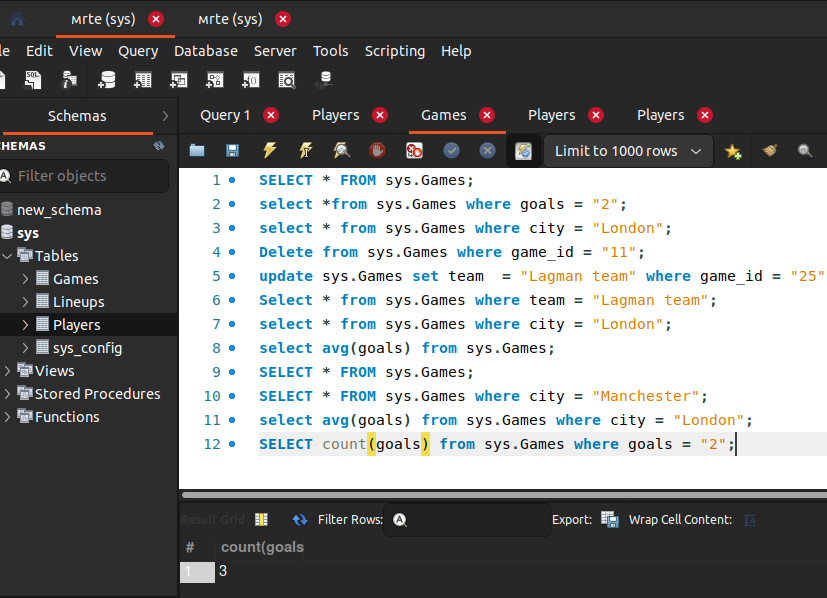 мrte (sys) мrte (sys)
le Edit View Query Database Server Tools Scripting Help
Schemas Query 1 Players Games Players Players
HEMAS Limit to 1000 rows
Filter objects
new_schema
sys
Tables
Games
Lineups
Players
sys_config
Views
Stored Procedures
Functions
1 SELECT * FROM sys.Games;
2 select *from sys.Games where goals = "2";
3 select * from sys.Games where city = "London";
4 Delete from sys.Games where game_id = "11";
5 update sys.Games set team  = "Lagman team" where game_id = "25"
6 Select * from sys.Games where team = "Lagman team";
7 select * from sys.Games where city = "London";
8 select avg(goals) from sys.Games;
9 SELECT * FROM sys.Games;
10 SELECT * FROM sys.Games where city = "Manchester";
11 select avg(goals) from sys.Games where city = "London";
12 SELECT count(goals) from sys.Games where goals = "2";
Result Grid Filter Rows: Export: Wrap Cell Content:
# count(goals
1 3